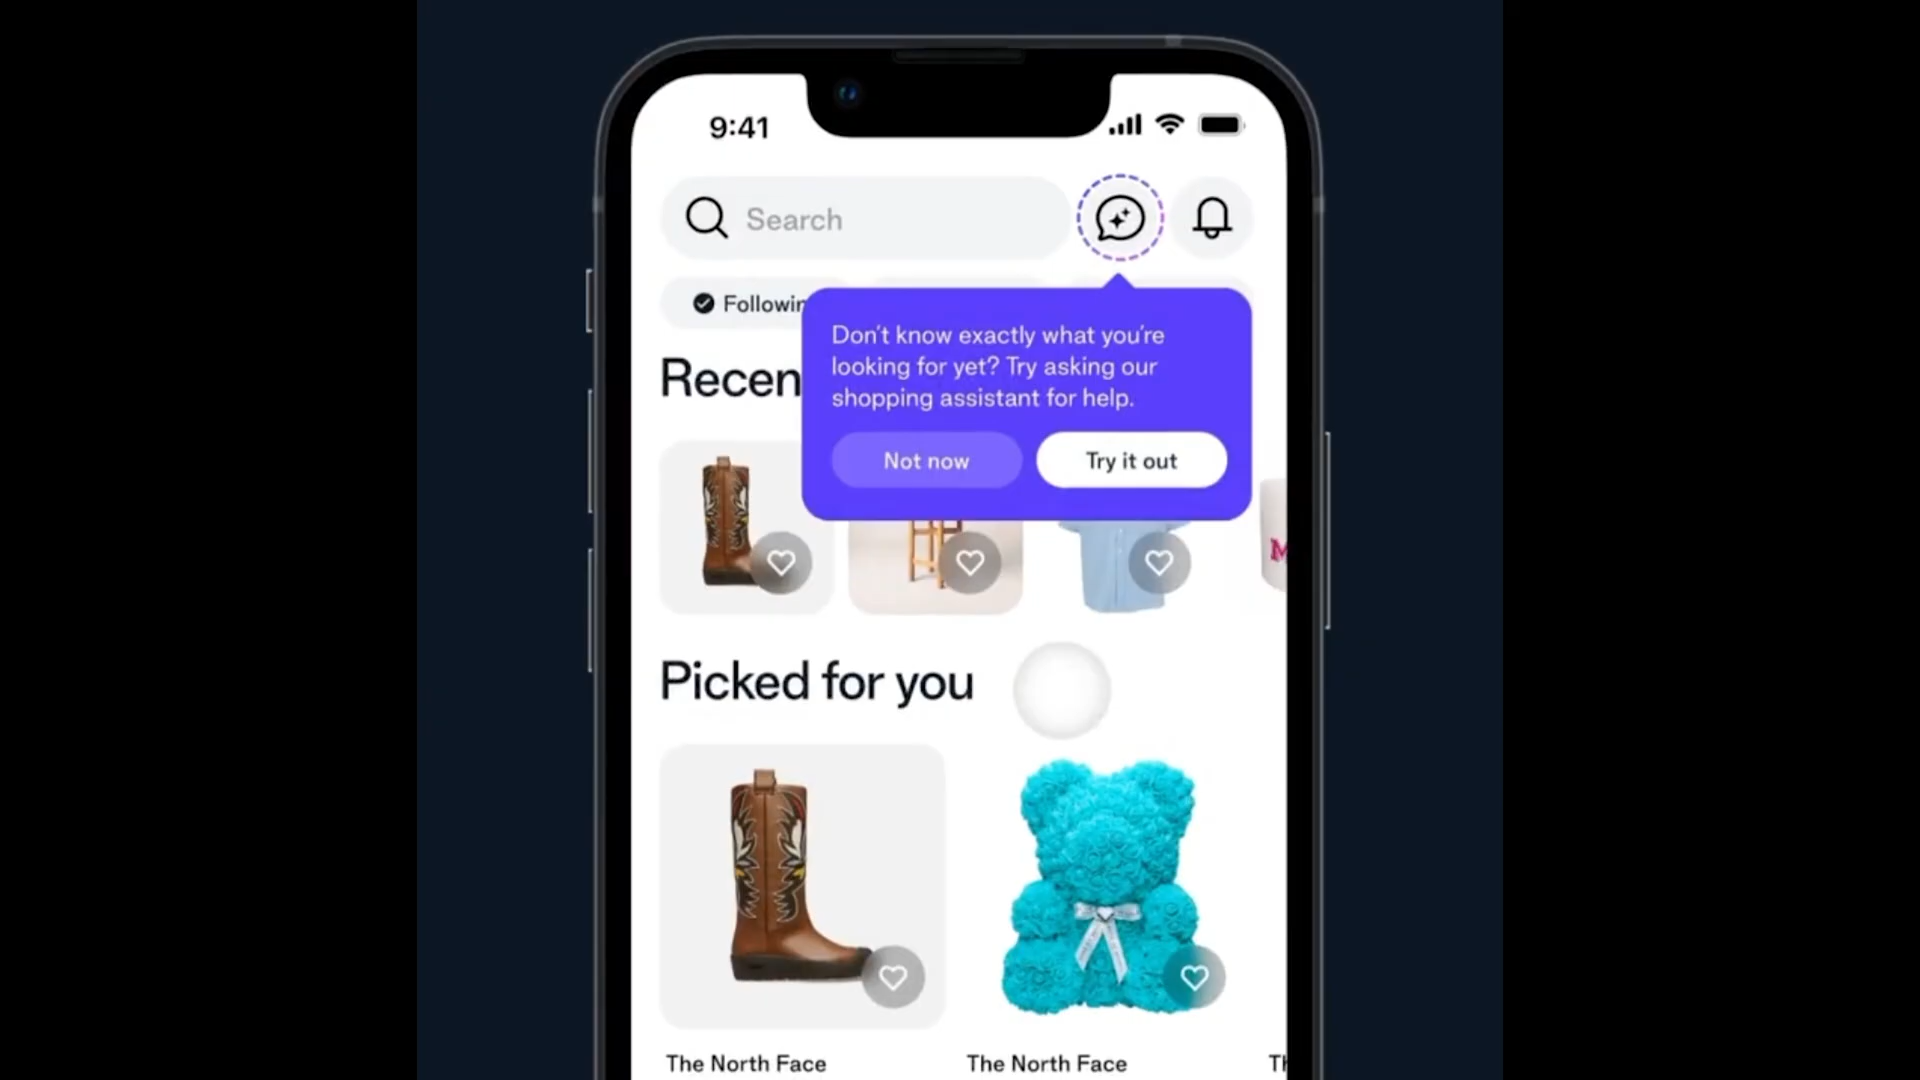 9:41
Search
Followin
Don't know exactly what you're
looking for yet? Try asking our
shopping assistant for help.
Not now
Try it out
Recen
M
Picked for you
The North Face
The North Face
Th